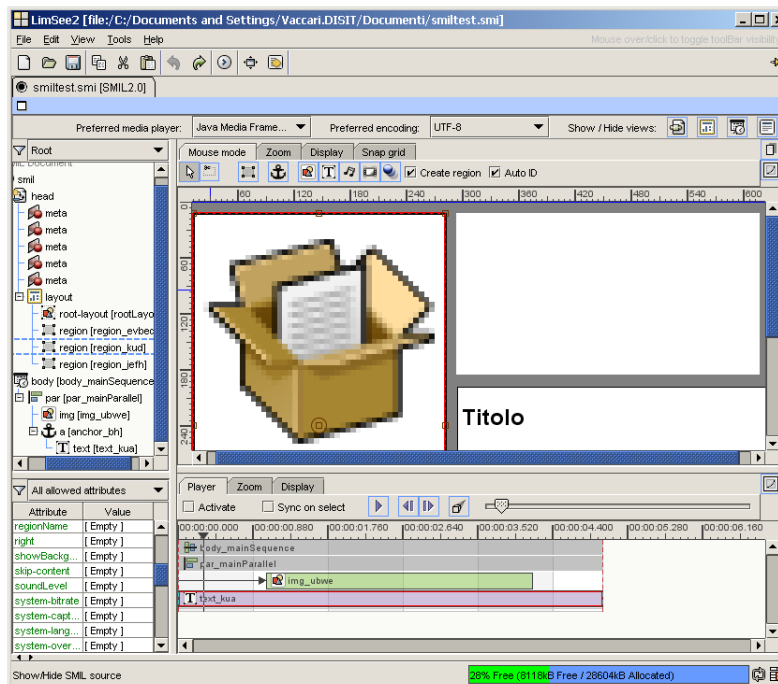 LimSee2 [file:/C:/Documents and Settings/Vaccari.DISIT/Documenti/smiltest.smi]
File Edit View Tools Help Mouse over/click to toggle toolBar visibility
smiltest.smi [SMIL2.0]
Preferred media player: Java Media Frame... Preferred encoding: UTF-8 Show / Hide views:
Root
Document
smil
head
meta
meta
meta
meta
meta
layout
root-layout [rootLayo
region [region_evbec
region [region_kud]
region [region_jefh]
body [body_mainSequence
par [par_mainParallel]
img [img_ubwe]
a [anchor_bh]
text [text_kua]
Mouse mode Zoom Display Snap grid
Create region Auto ID
60 120 180 240 300 360 420 480 540 600
0
60
120
180
240
Titolo
All allowed attributes
Attribute Value
regionName [ Empty ]
right [ Empty ]
showBackg... [ Empty ]
skip-content [ Empty ]
soundLevel [ Empty ]
system-bitrate [ Empty ]
system-capt... [ Empty ]
system-lang... [ Empty ]
system-over... [ Empty ]
Player Zoom Display
Activate Sync on select
00:00:00.000 00:00:00.880 00:00:01.760 00:00:02.640 00:00:03.520 00:00:04.400 00:00:05.280 00:00:06.160
body_mainSequence
par_mainParallel
img_ubwe
text_kua
Show/Hide SMIL source
28% Free (8118kB Free / 28604kB Allocated)